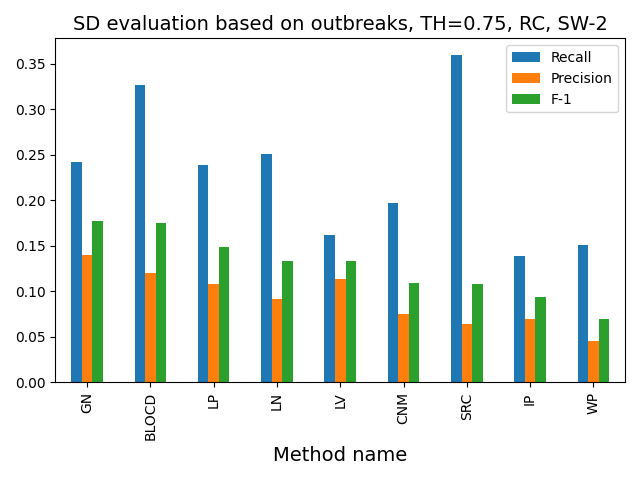 SD evaluation based on outbreaks, TH=0.75, RC, SW-2
Recall
Precision
F-1
0.35
0.30
0.25
0.20
0.15
0.10
0.05
0.00
GN
BLOCD
LP
LN
LV
CNM
SRC
IP
WP
Method name